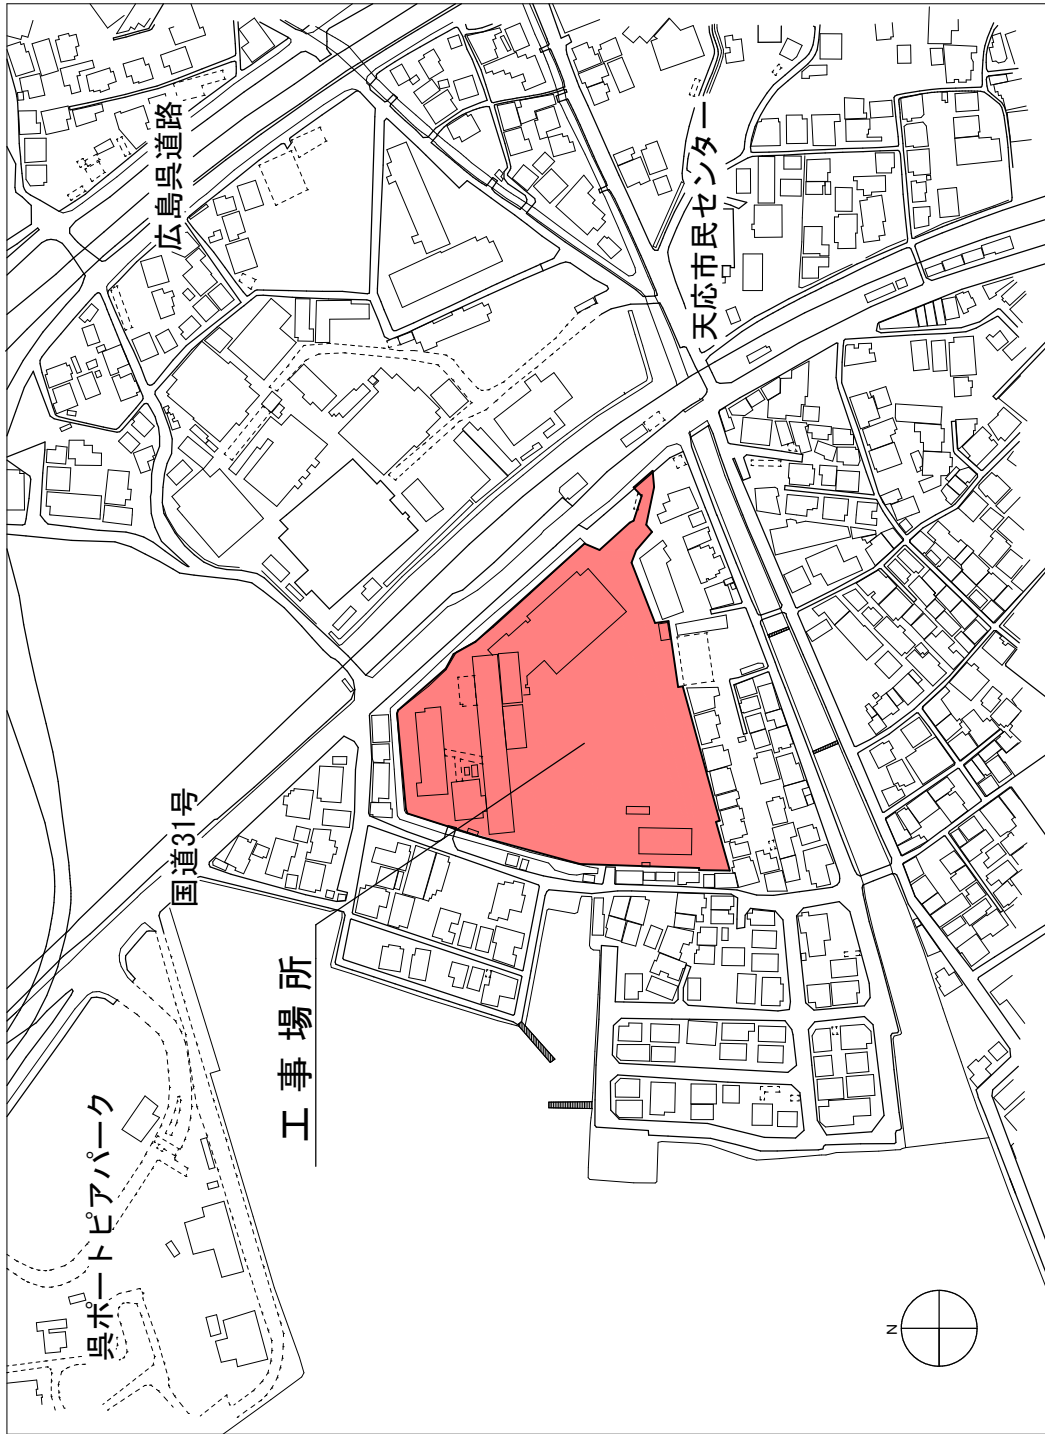 広島呉道路
天応市民センター
国道31号
工事場所
呉ポートピアパーク
N